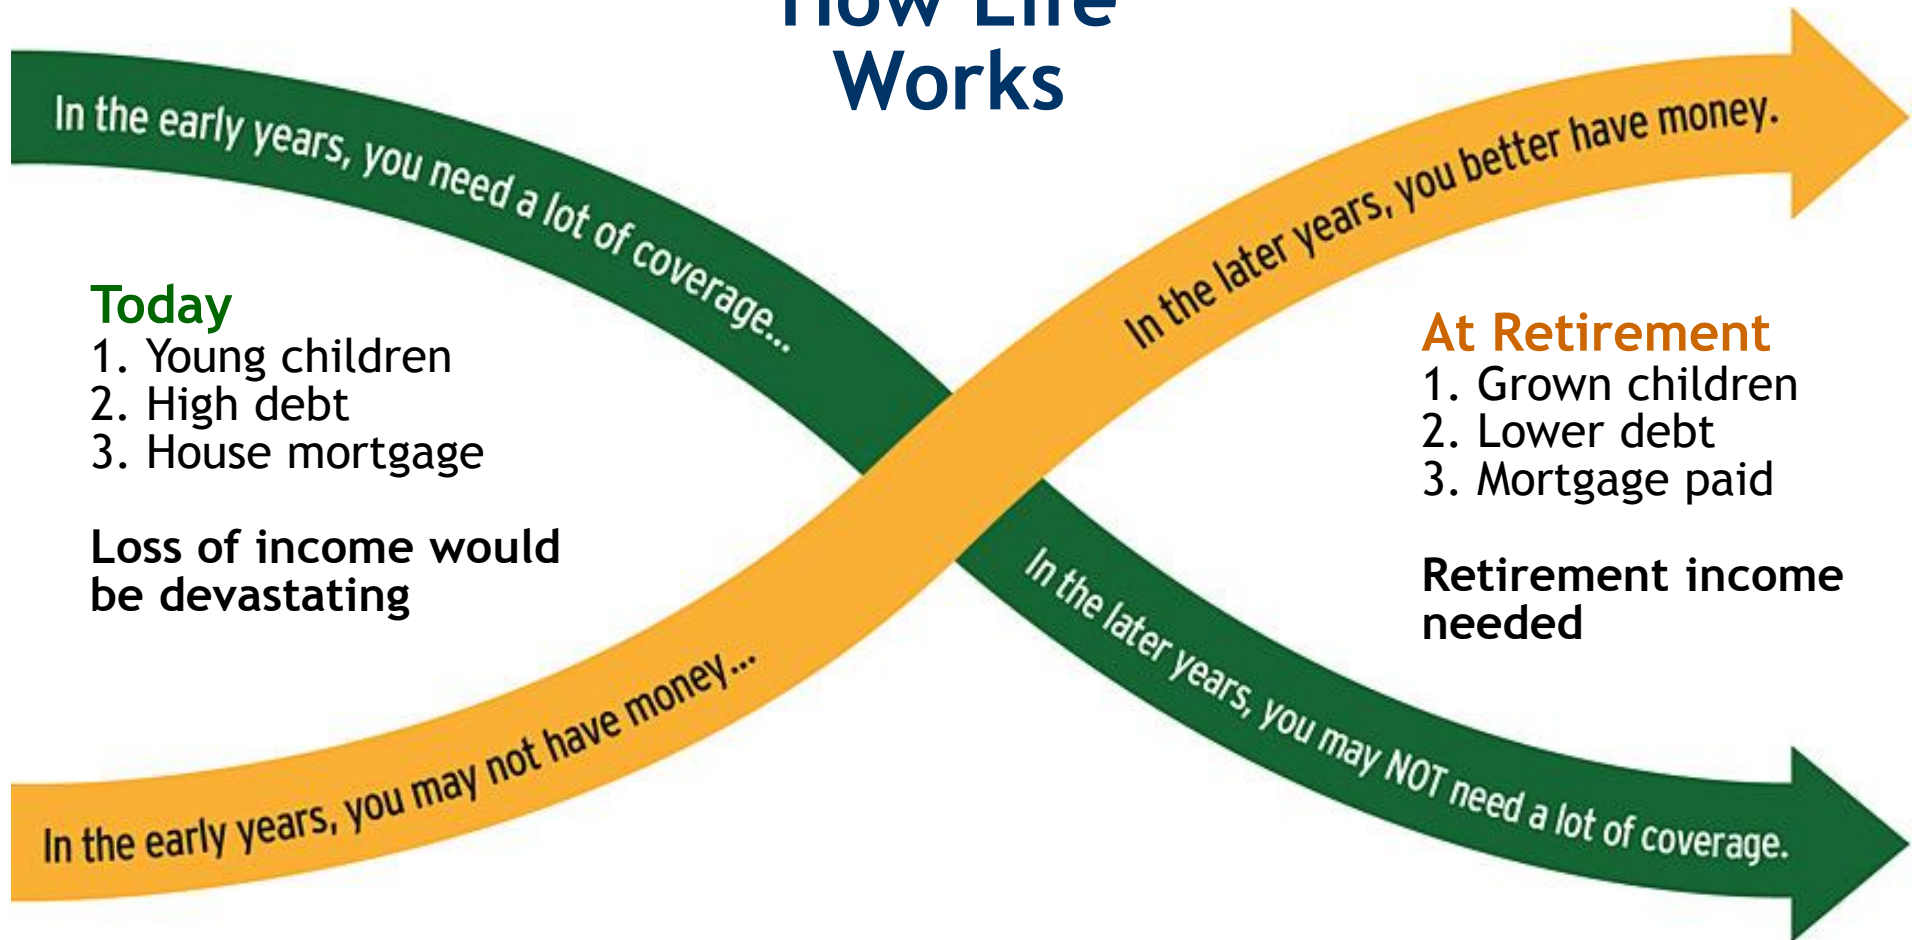 How Life
Works
In the early years, you need a lot of coverage...
In the later years, you better have money.
Today
1. Young children
2. High debt
3. House mortgage
Loss of income would
be devastating
At Retirement
1. Grown children
2. Lower debt
3. Mortgage paid
Retirement income
needed
In the early years, you may not have money...
In the later years, you may NOT need a lot of coverage.